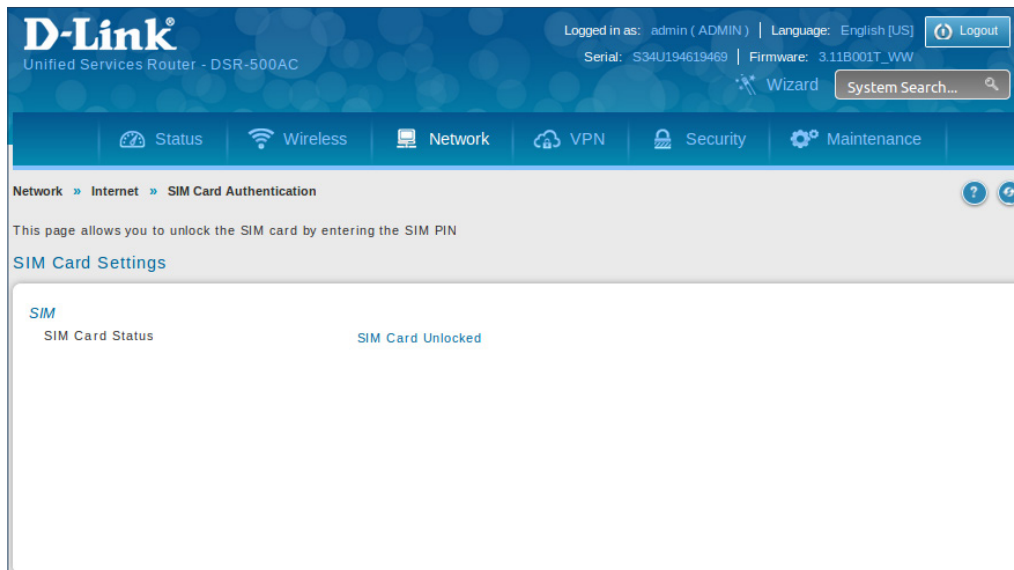 D-Link®
Unified Services Router - DSR-500AC
Logged in as: admin ( ADMIN ) | Language: English [US]
Logout
Serial: S34U194619469 | Firmware: 3.11B001T_WW
Wizard
System Search...
Status
Wireless
Network
VPN
Security
Maintenance
Network » Internet » SIM Card Authentication
?
This page allows you to unlock the SIM card by entering the SIM PIN
SIM Card Settings
SIM
SIM Card Status SIM Card Unlocked